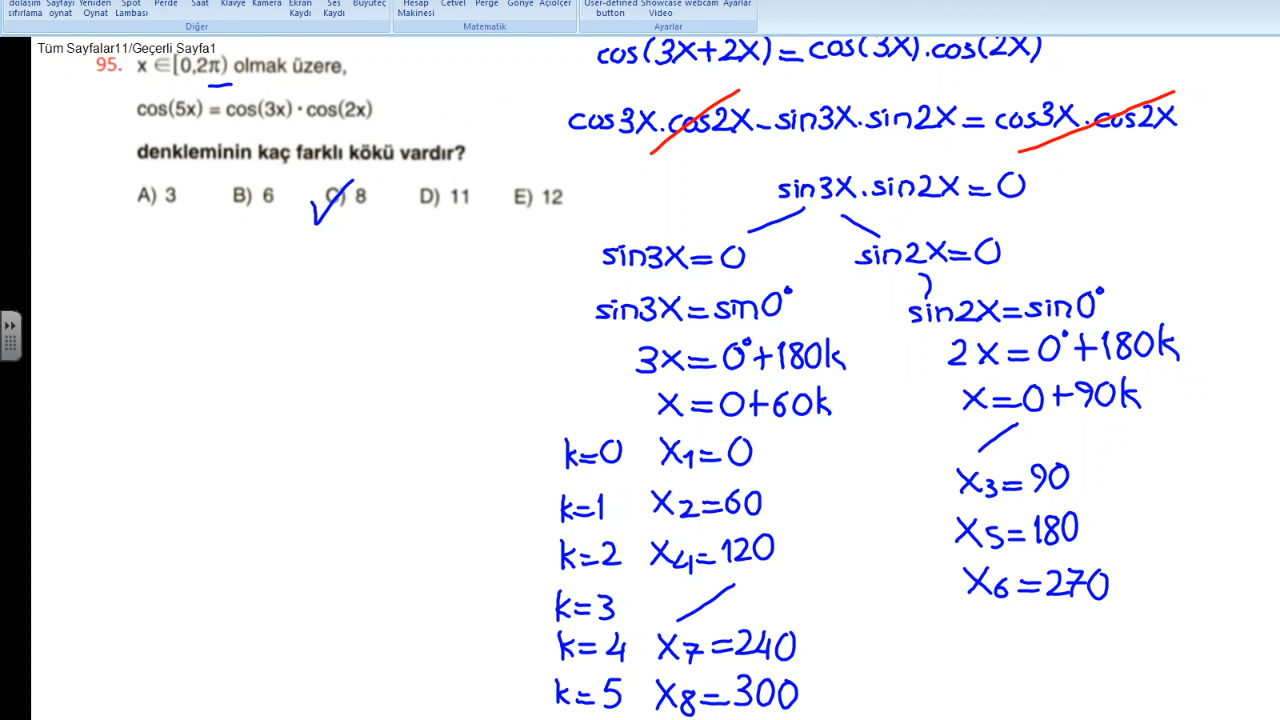 dolaşım Sayfayı Yeniden Spot Perde Saat Kalye Kamera Ekran Ses Büyüteç
sıfırlama oynat Oynat Lambası Kaydı Kaydı
Hesap Cetvel Perge Gönye Açıölçer
Makinesi
User-defined Showcase webcam Ayarlar
button Video
Diğer Matematik Ayarlar
Tüm Sayfalar11/Geçerli Sayfa1
95. x ∈ [0,2π) olmak üzere,
cos(5x) = cos(3x) · cos(2x)
denkleminin kaç farklı kökü vardır?
A) 3 B) 6 C) 8 D) 11 E) 12
cos(3X+2X)=cos(3X).cos(2X)
cos3X.cos2X-sin3X.sin2X=cos3X.cos2X
sin3X.sin2X=0
sin3X=0
sin3X=sin0°
3X=0°+180k
X=0+60k
k=0 X1=0
k=1 X2=60
k=2 X4=120
k=3
k=4 X7=240
k=5 X8=300
sin2X=0
sin2X=sin0°
2X=0°+180k
X=0+90k
X3=90
X5=180
X6=270